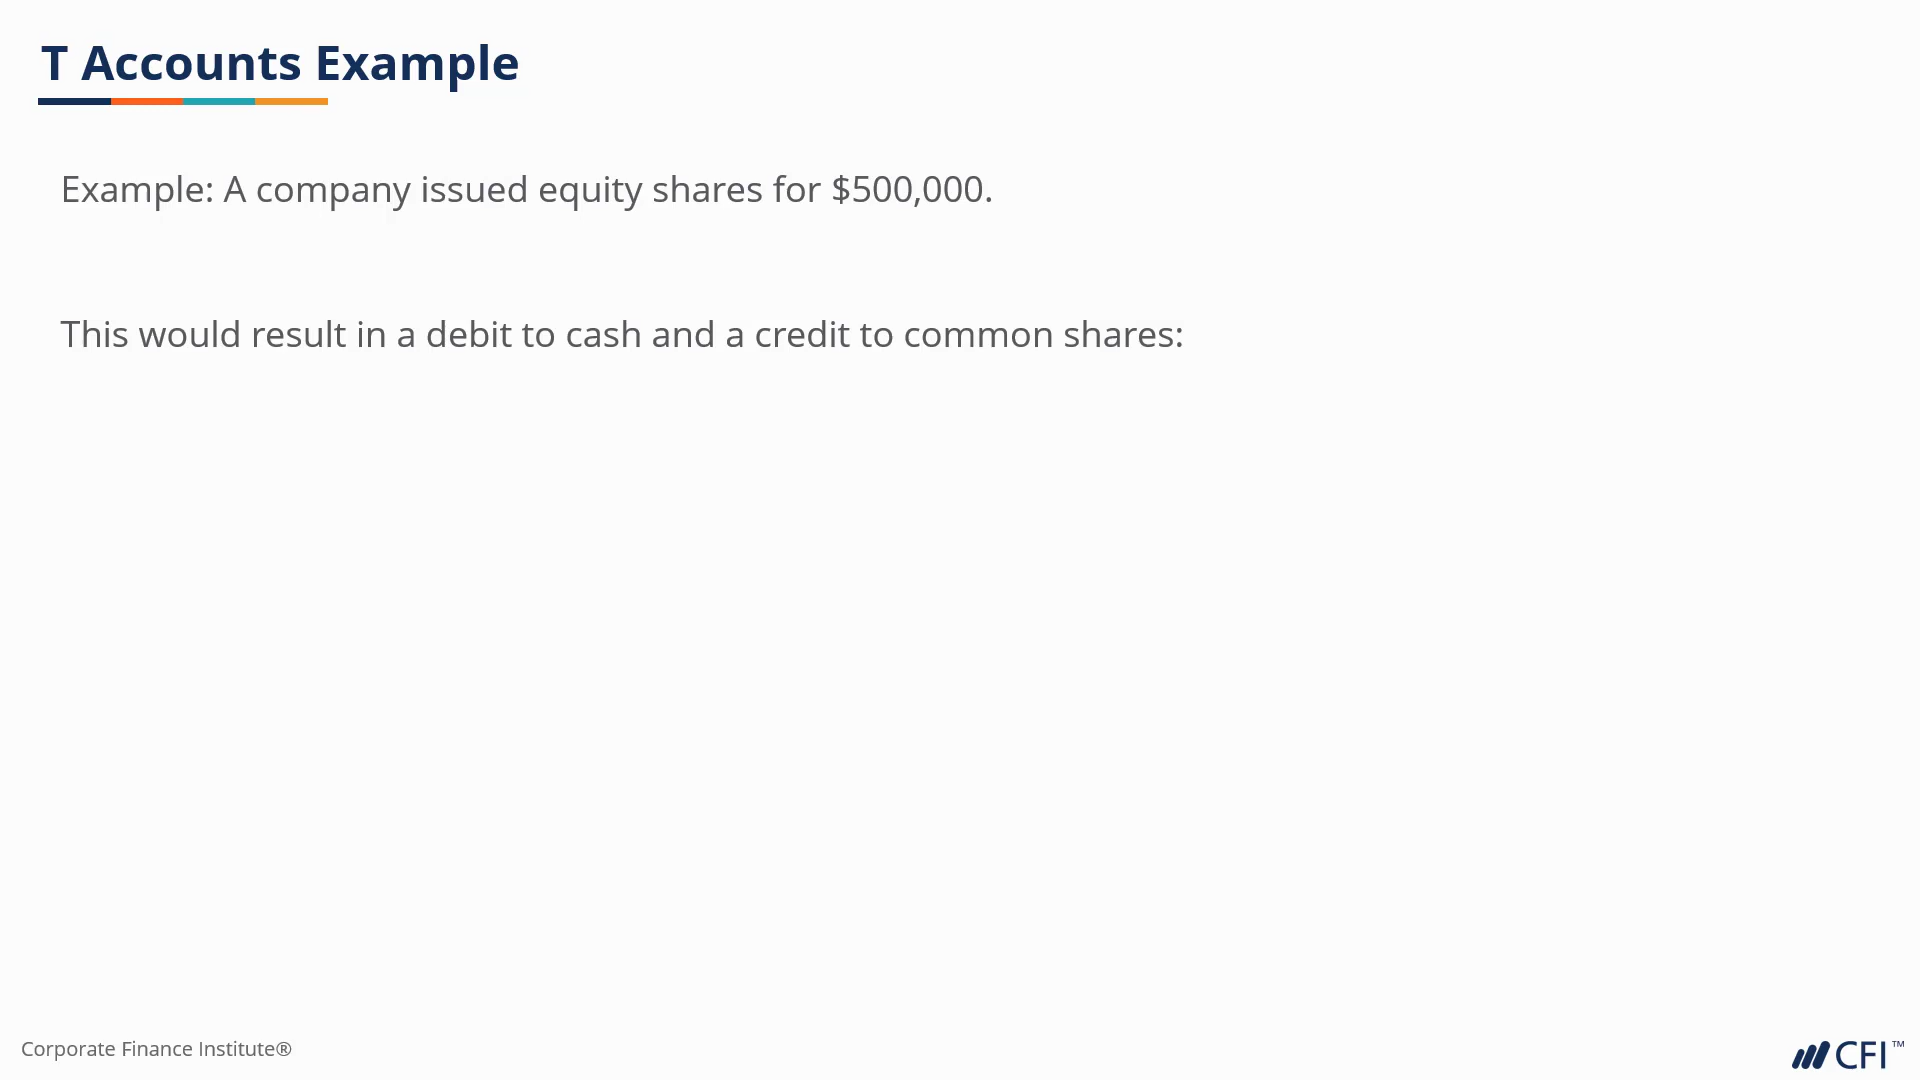 T Accounts Example
Example: A company issued equity shares for $500,000.
This would result in a debit to cash and a credit to common shares:
Corporate Finance Institute®
CFI™